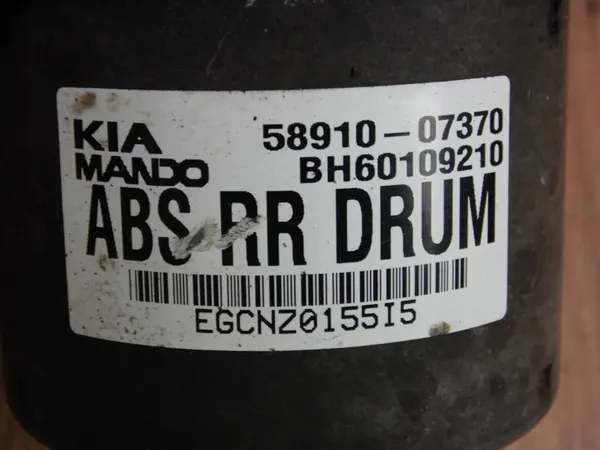 KIA 58910-07370
MANDO BH60109210
ABS RR DRUM
EGCNZ0155I5